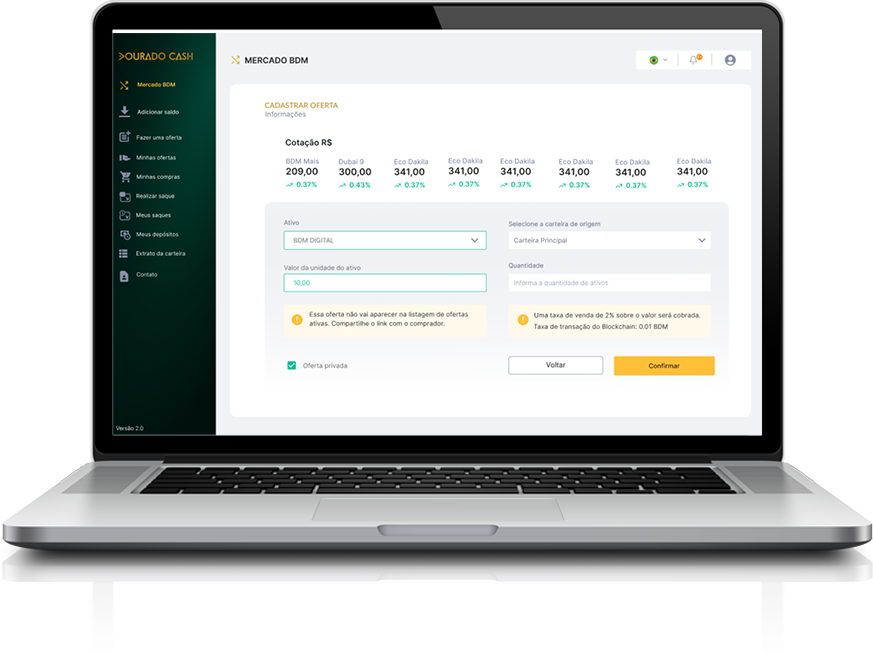 DOURADO CASH
Mercado BDM
Adicionar saldo
Fazer uma oferta
Minhas ofertas
Minhas compras
Realizar saque
Meus saques
Meus depósitos
Extrato da carteira
Contato
Versão 2.0
MERCADO BDM
CADASTRAR OFERTA
Informações
Cotação R$
BDM Mais Dubai 9 Eco Dakila Eco Dakila Eco Dakila Eco Dakila Eco Dakila Eco Dakila
209,00 300,00 341,00 341,00 341,00 341,00 341,00 341,00
0.37% 0.43% 0.37% 0.37% 0.37% 0.37% 0.37% 0.37%
Ativo
BDM DIGITAL
Selecione a carteira de origem
Carteira Principal
Valor da unidade do ativo
10,00
Quantidade
Informa a quantidade de ativos
Essa oferta não vai aparecer na listagem de ofertas
ativas. Compartilhe o link com o comprador.
Uma taxa de venda de 2% sobre o valor será cobrada.
Taxa de transação do Blockchain: 0.01 BDM
Oferta privada
Voltar
Confirmar